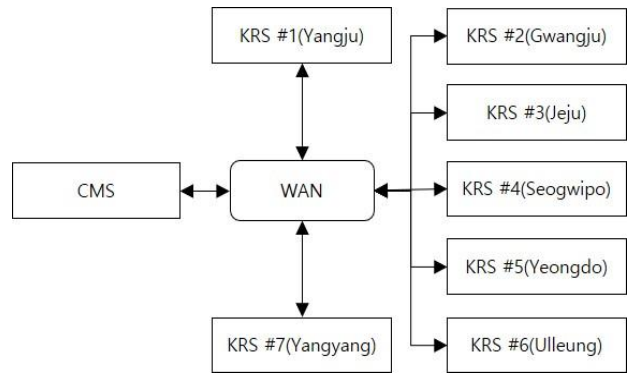 KRS #1(Yangju)
KRS #2(Gwangju)
KRS #3(Jeju)
CMS
WAN
KRS #4(Seogwipo)
KRS #5(Yeongdo)
KRS #7(Yangyang)
KRS #6(Ulleung)